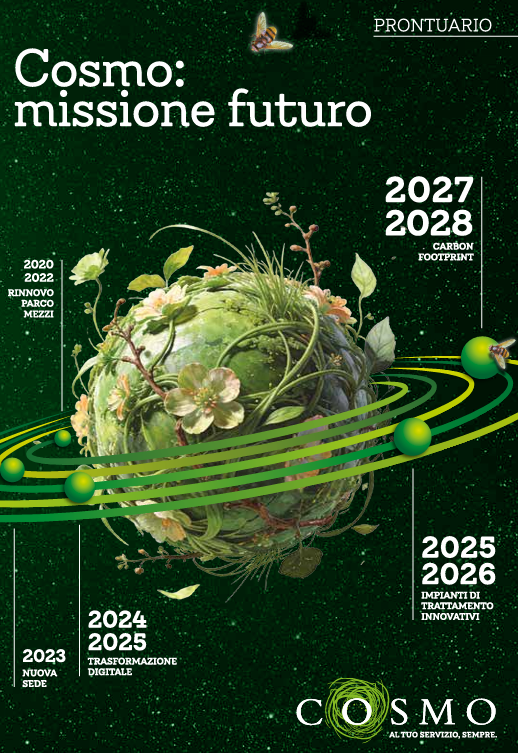 PRONTUARIO
Cosmo:
missione futuro
2027
2028
CARBON
FOOTPRINT
2020
2022
RINNOVO
PARCO
MEZZI
2025
2026
IMPIANTI DI
TRATTAMENTO
INNOVATIVI
2024
2025
TRASFORMAZIONE
DIGITALE
2023
NUOVA
SEDE
COSMO
AL TUO SERVIZIO, SEMPRE.